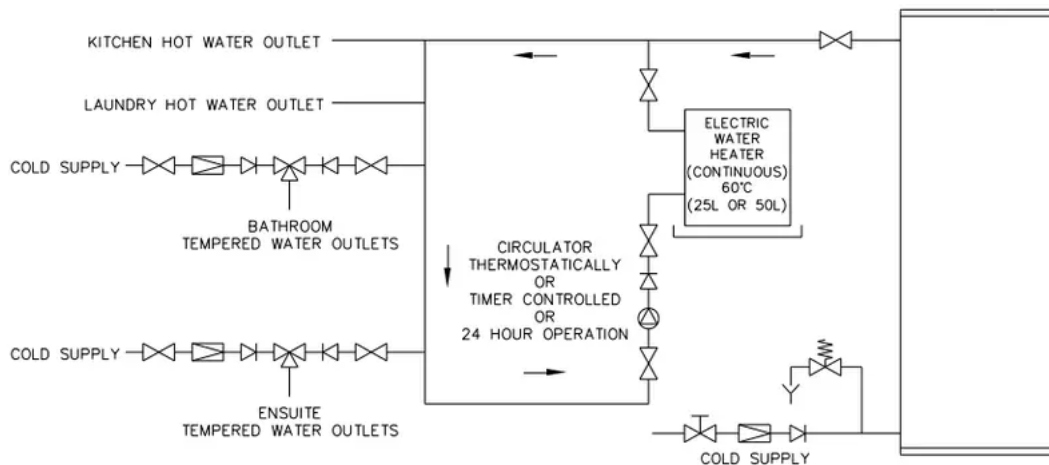 KITCHEN HOT WATER OUTLET
LAUNDRY HOT WATER OUTLET
COLD SUPPLY
BATHROOM
TEMPERED WATER OUTLETS
ELECTRIC
WATER
HEATER
(CONTINUOUS)
60°C
(25L OR 50L)
CIRCULATOR
THERMOSTATICALLY
OR
TIMER CONTROLLED
OR
24 HOUR OPERATION
COLD SUPPLY
ENSUITE
TEMPERED WATER OUTLETS
COLD SUPPLY